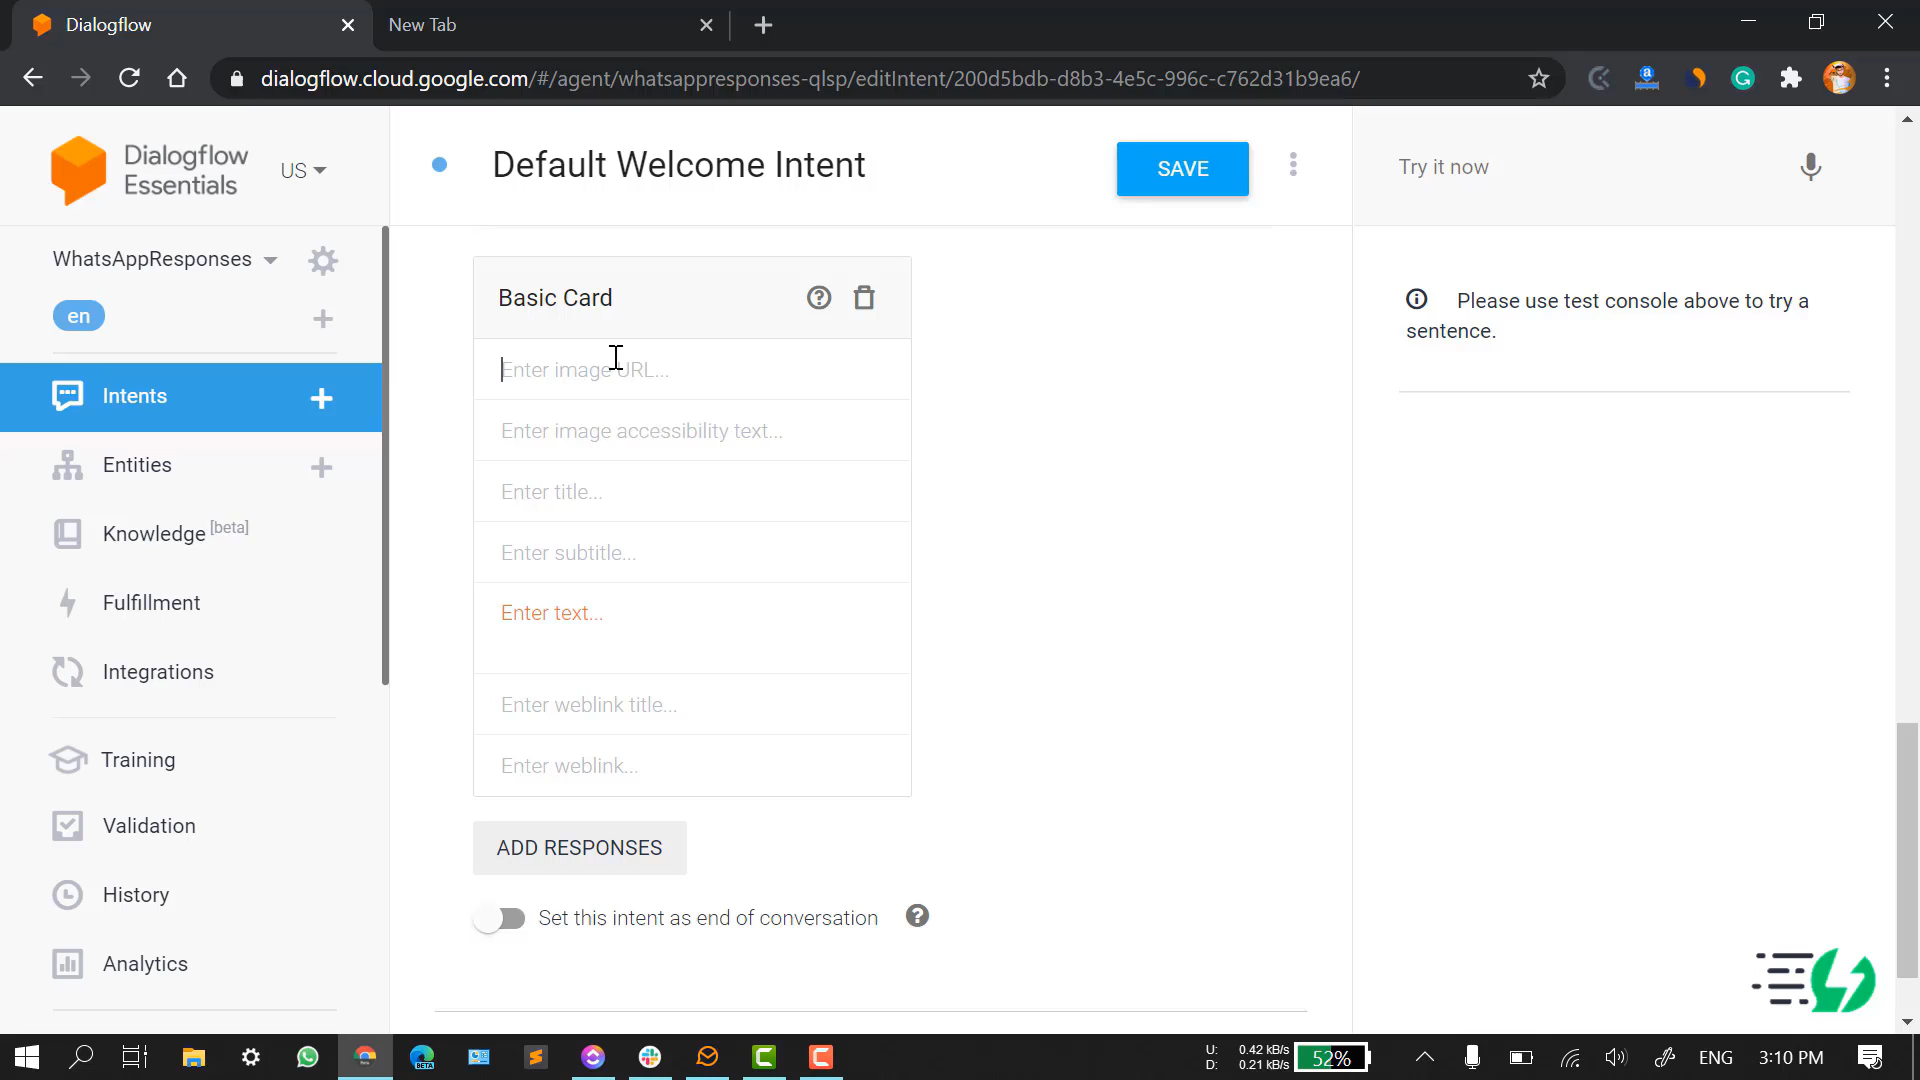 Dialogflow
New Tab
dialogflow.cloud.google.com/#/agent/whatsappresponses-qlsp/editIntent/200d5bdb-d8b3-4e5c-996c-c762d31b9ea6/
Dialogflow
Essentials
US
Default Welcome Intent
SAVE
Try it now
WhatsAppResponses
en
Intents
Entities
Knowledge [beta]
Fulfillment
Integrations
Training
Validation
History
Analytics
Basic Card
Enter image URL...
Enter image accessibility text...
Enter title...
Enter subtitle...
Enter text...
Enter weblink title...
Enter weblink...
ADD RESPONSES
Set this intent as end of conversation
Please use test console above to try a
sentence.
BETA
U: 0.42 kB/s
D: 0.21 kB/s
52%
ENG
3:10 PM